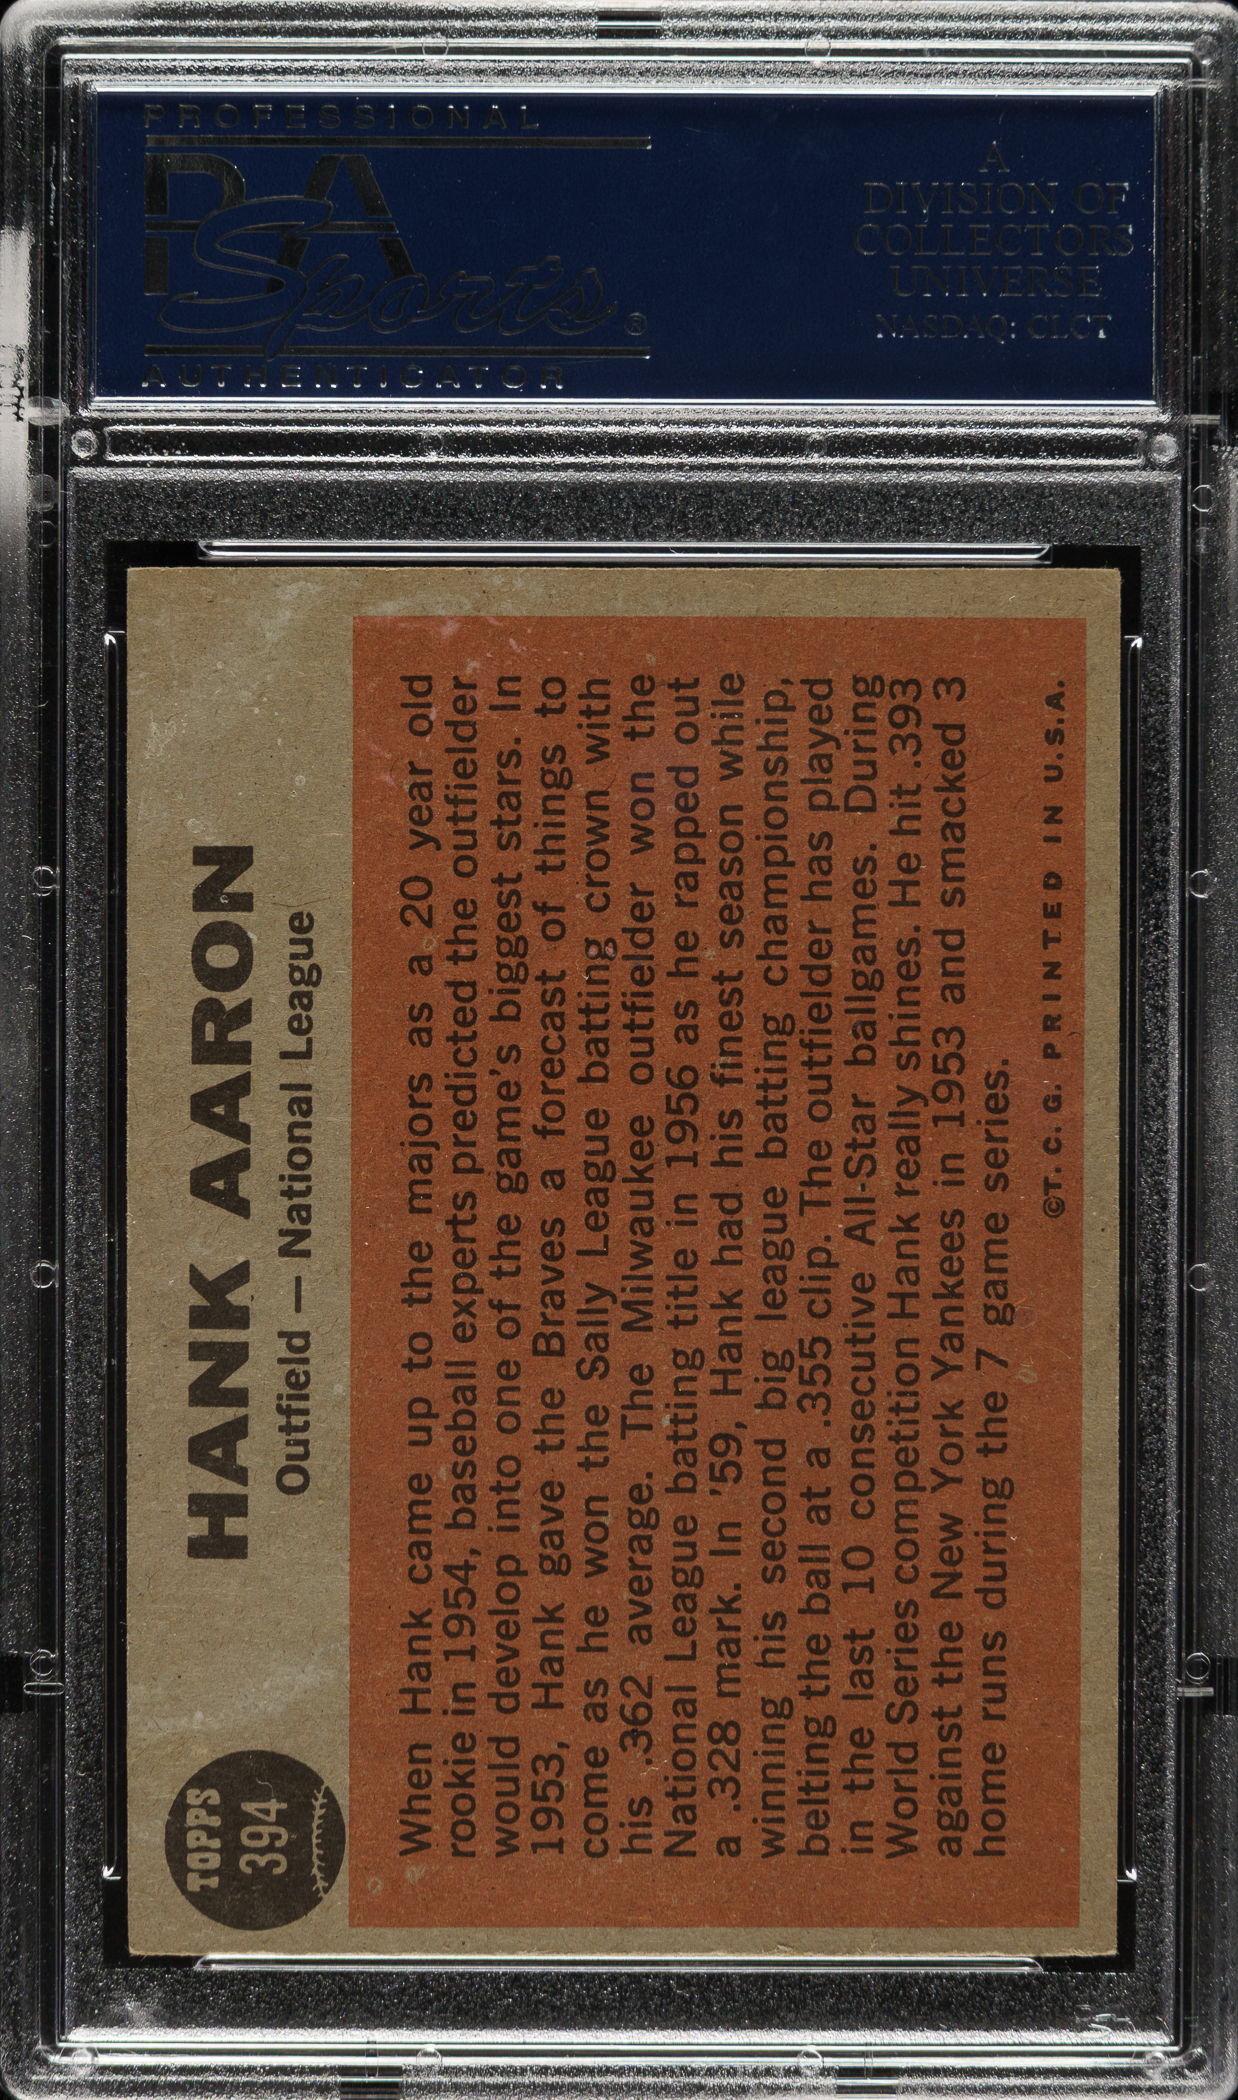 PROFESSIONAL
PSA
Sports®
AUTHENTICATOR
A
DIVISION OF
COLLECTORS
UNIVERSE
NASDAQ: CLCT
TOPPS
394
HANK AARON
Outfield — National League
When Hank came up to the majors as a 20 year old
rookie in 1954, baseball experts predicted the outfielder
would develop into one of the game's biggest stars. In
1953, Hank gave the Braves a forecast of things to
come as he won the Sally League batting crown with
his .362 average. The Milwaukee outfielder won the
National League batting title in 1956 as he rapped out
a .328 mark. In '59, Hank had his finest season while
winning his second big league batting championship,
belting the ball at a .355 clip. The outfielder has played
in the last 10 consecutive All-Star ballgames. During
World Series competition Hank really shines. He hit .393
against the New York Yankees in 1953 and smacked 3
home runs during the 7 game series.
©T. C. G. PRINTED IN U.S.A.